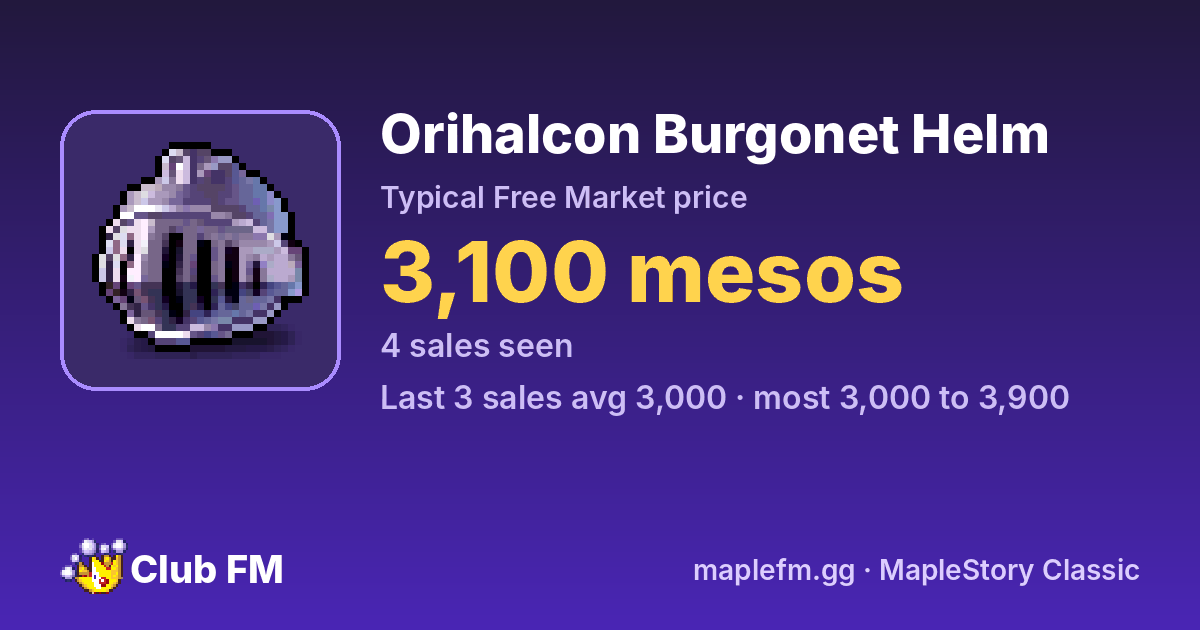 Orihalcon Burgonet Helm
Typical Free Market price
3,100 mesos
4 sales seen
Last 3 sales avg 3,000 · most 3,000 to 3,900
Club FM
maplefm.gg · MapleStory Classic